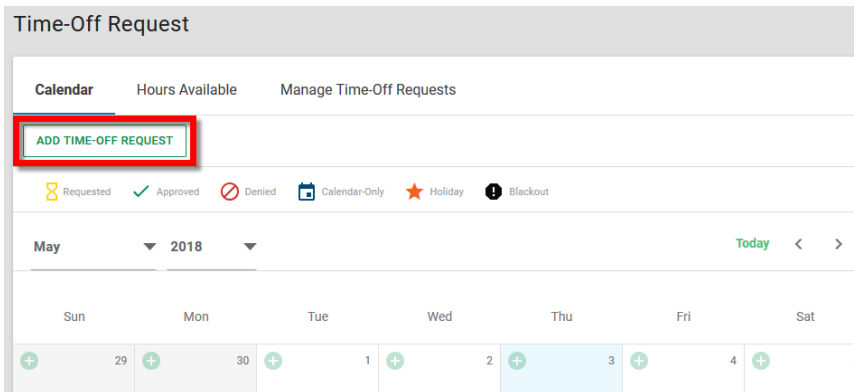 Time-Off Request
Calendar Hours Available Manage Time-Off Requests
ADD TIME-OFF REQUEST
Requested Approved Denied Calendar-Only Holiday Blackout
May 2018 Today
Sun Mon Tue Wed Thu Fri Sat
29 30 1 2 3 4